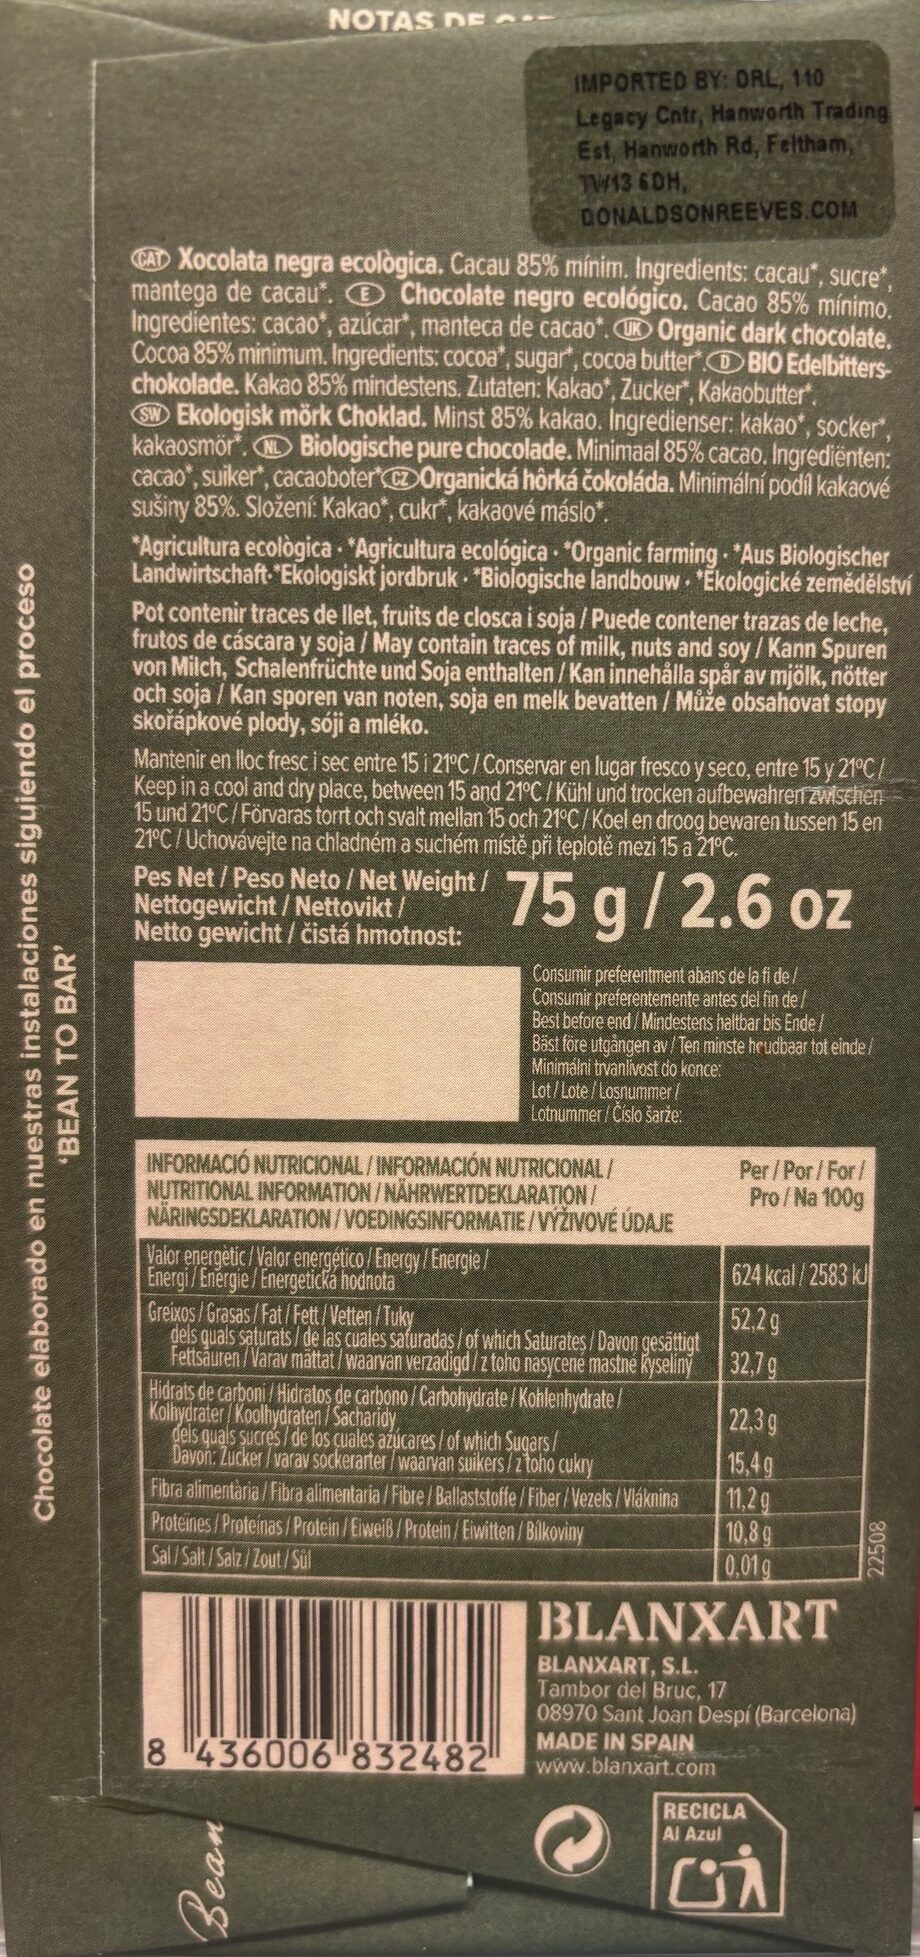 NOTAS DE
IMPORTED BY: DRL, 110
Legacy Cntr, Hanworth Trading
Est, Hanworth Rd, Feltham,
TW13 6DH,
DONALDSONREEVES.COM
CAT Xocolata negra ecològica. Cacau 85% mínim. Ingredients: cacau*, sucre*,
mantega de cacau*. E Chocolate negro ecológico. Cacao 85% mínimo.
Ingredientes: cacao*, azúcar*, manteca de cacao*. UK Organic dark chocolate.
Cocoa 85% minimum. Ingredients: cocoa*, sugar*, cocoa butter*. D BIO Edelbitters-
chokolade. Kakao 85% mindestens. Zutaten: Kakao*, Zucker*, Kakaobutter*.
SW Ekologisk mörk Choklad. Minst 85% kakao. Ingredienser: kakao*, socker*,
kakaosmör*. NL Biologische pure chocolade. Minimaal 85% cacao. Ingrediënten:
cacao*, suiker*, cacaoboter* CZ Organická hôrká čokoláda. Minimální podíl kakaové
sušiny 85%. Složení: Kakao*, cukr*, kakaové máslo*.
*Agricultura ecològica · *Agricultura ecológica · *Organic farming · *Aus Biologischer
Landwirtschaft·*Ekologiskt jordbruk · *Biologische landbouw · *Ekologické zemědělství
Pot contenir traces de llet, fruits de closca i soja / Puede contener trazas de leche,
frutos de cáscara y soja / May contain traces of milk, nuts and soy / Kann Spuren
von Milch, Schalenfrüchte und Soja enthalten / Kan innehålla spår av mjölk, nötter
och soja / Kan sporen van noten, soja en melk bevatten / Může obsahovat stopy
skořápkové plody, sóji a mléko.
Mantenir en lloc fresc i sec entre 15 i 21ºC / Conservar en lugar fresco y seco, entre 15 y 21ºC /
Keep in a cool and dry place, between 15 and 21ºC / Kühl und trocken aufbewahren zwischen
15 und 21ºC / Förvaras torrt och svalt mellan 15 och 21ºC / Koel en droog bewaren tussen 15 en
21ºC / Uchovávejte na chladném a suchém místě při teplotě mezi 15 a 21ºC.
Pes Net / Peso Neto / Net Weight /
Nettogewicht / Nettovikt /
Netto gewicht / čistá hmotnost:
75 g / 2.6 oz
Consumir preferentment abans de la fi de /
Consumir preferentemente antes del fin de /
Best before end / Mindestens haltbar bis Ende /
Bäst före utgången av / Ten minste houdbaar tot einde /
Minimální trvanlivost do konce:
Lot / Lote / Losnummer /
Lotnummer / Číslo šarže:
INFORMACIÓ NUTRICIONAL / INFORMACIÓN NUTRICIONAL /
NUTRITIONAL INFORMATION / NÄHRWERTDEKLARATION /
NÄRINGSDEKLARATION / VOEDINGSINFORMATIE / VÝŽIVOVÉ ÚDAJE
Per / Por / For /
Pro / Na 100g
Valor energètic / Valor energético / Energy / Energie /
Energi / Energie / Energetická hodnota
624 kcal / 2583 kJ
Greixos / Grasas / Fat / Fett / Vetten / Tuky
52,2 g
dels quals saturats / de las cuales saturadas / of which Saturates / Davon gesättigt
Fettsäuren / Varav mättat / waarvan verzadigd / z toho nasycené mastné kyseliny
32,7 g
Hidrats de carboni / Hidratos de carbono / Carbohydrate / Kohlenhydrate /
Kolhydrater / Koolhydraten / Sacharidy
22,3 g
dels quals sucres / de los cuales azúcares / of which Sugars /
Davon: Zucker / varav sockerarter / waarvan suikers / z toho cukry
15,4 g
Fibra alimentària / Fibra alimentaria / Fibre / Ballaststoffe / Fiber / Vezels / Vláknina
11,2 g
Proteïnes / Proteínas / Protein / Eiweiß / Protein / Eiwitten / Bílkoviny
10,8 g
Sal / Salt / Salz / Zout / Sůl
0,01 g
22508
8 436006 832482
BLANXART
BLANXART, S.L.
Tambor del Bruc, 17
08970 Sant Joan Despí (Barcelona)
MADE IN SPAIN
www.blanxart.com
RECICLA
Al Azul
Chocolate elaborado en nuestras instalaciones siguiendo el proceso
'BEAN TO BAR'
Bean